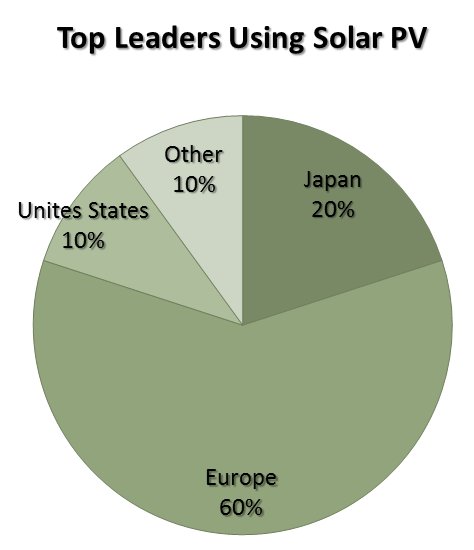 Top Leaders Using Solar PV
Other
10%
Japan
20%
Unites States
10%
Europe
60%